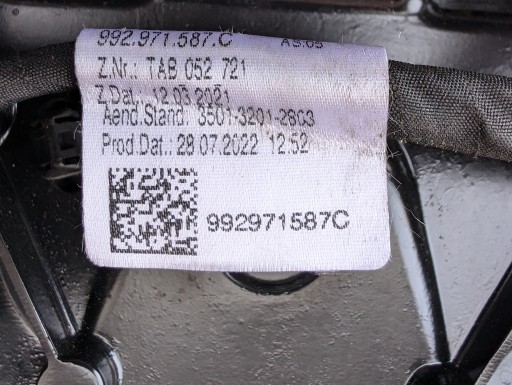 992.971.587.C AS:05
Z.Nr.: TAB 052 721
Z.Dat.: 12.03.2021
Aend.Stand.: 3501-3201-28C3
Prod.Dat.: 28.07.2022 12:52
992971587C